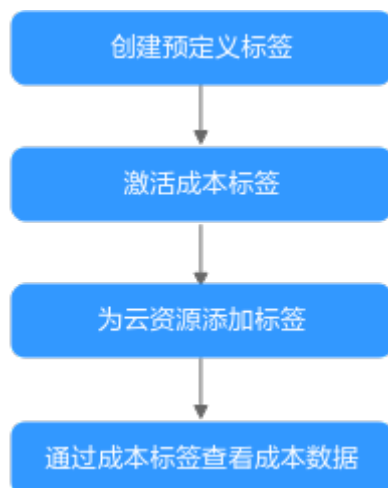 创建预定义标签
激活成本标签
为云资源添加标签
通过成本标签查看成本数据